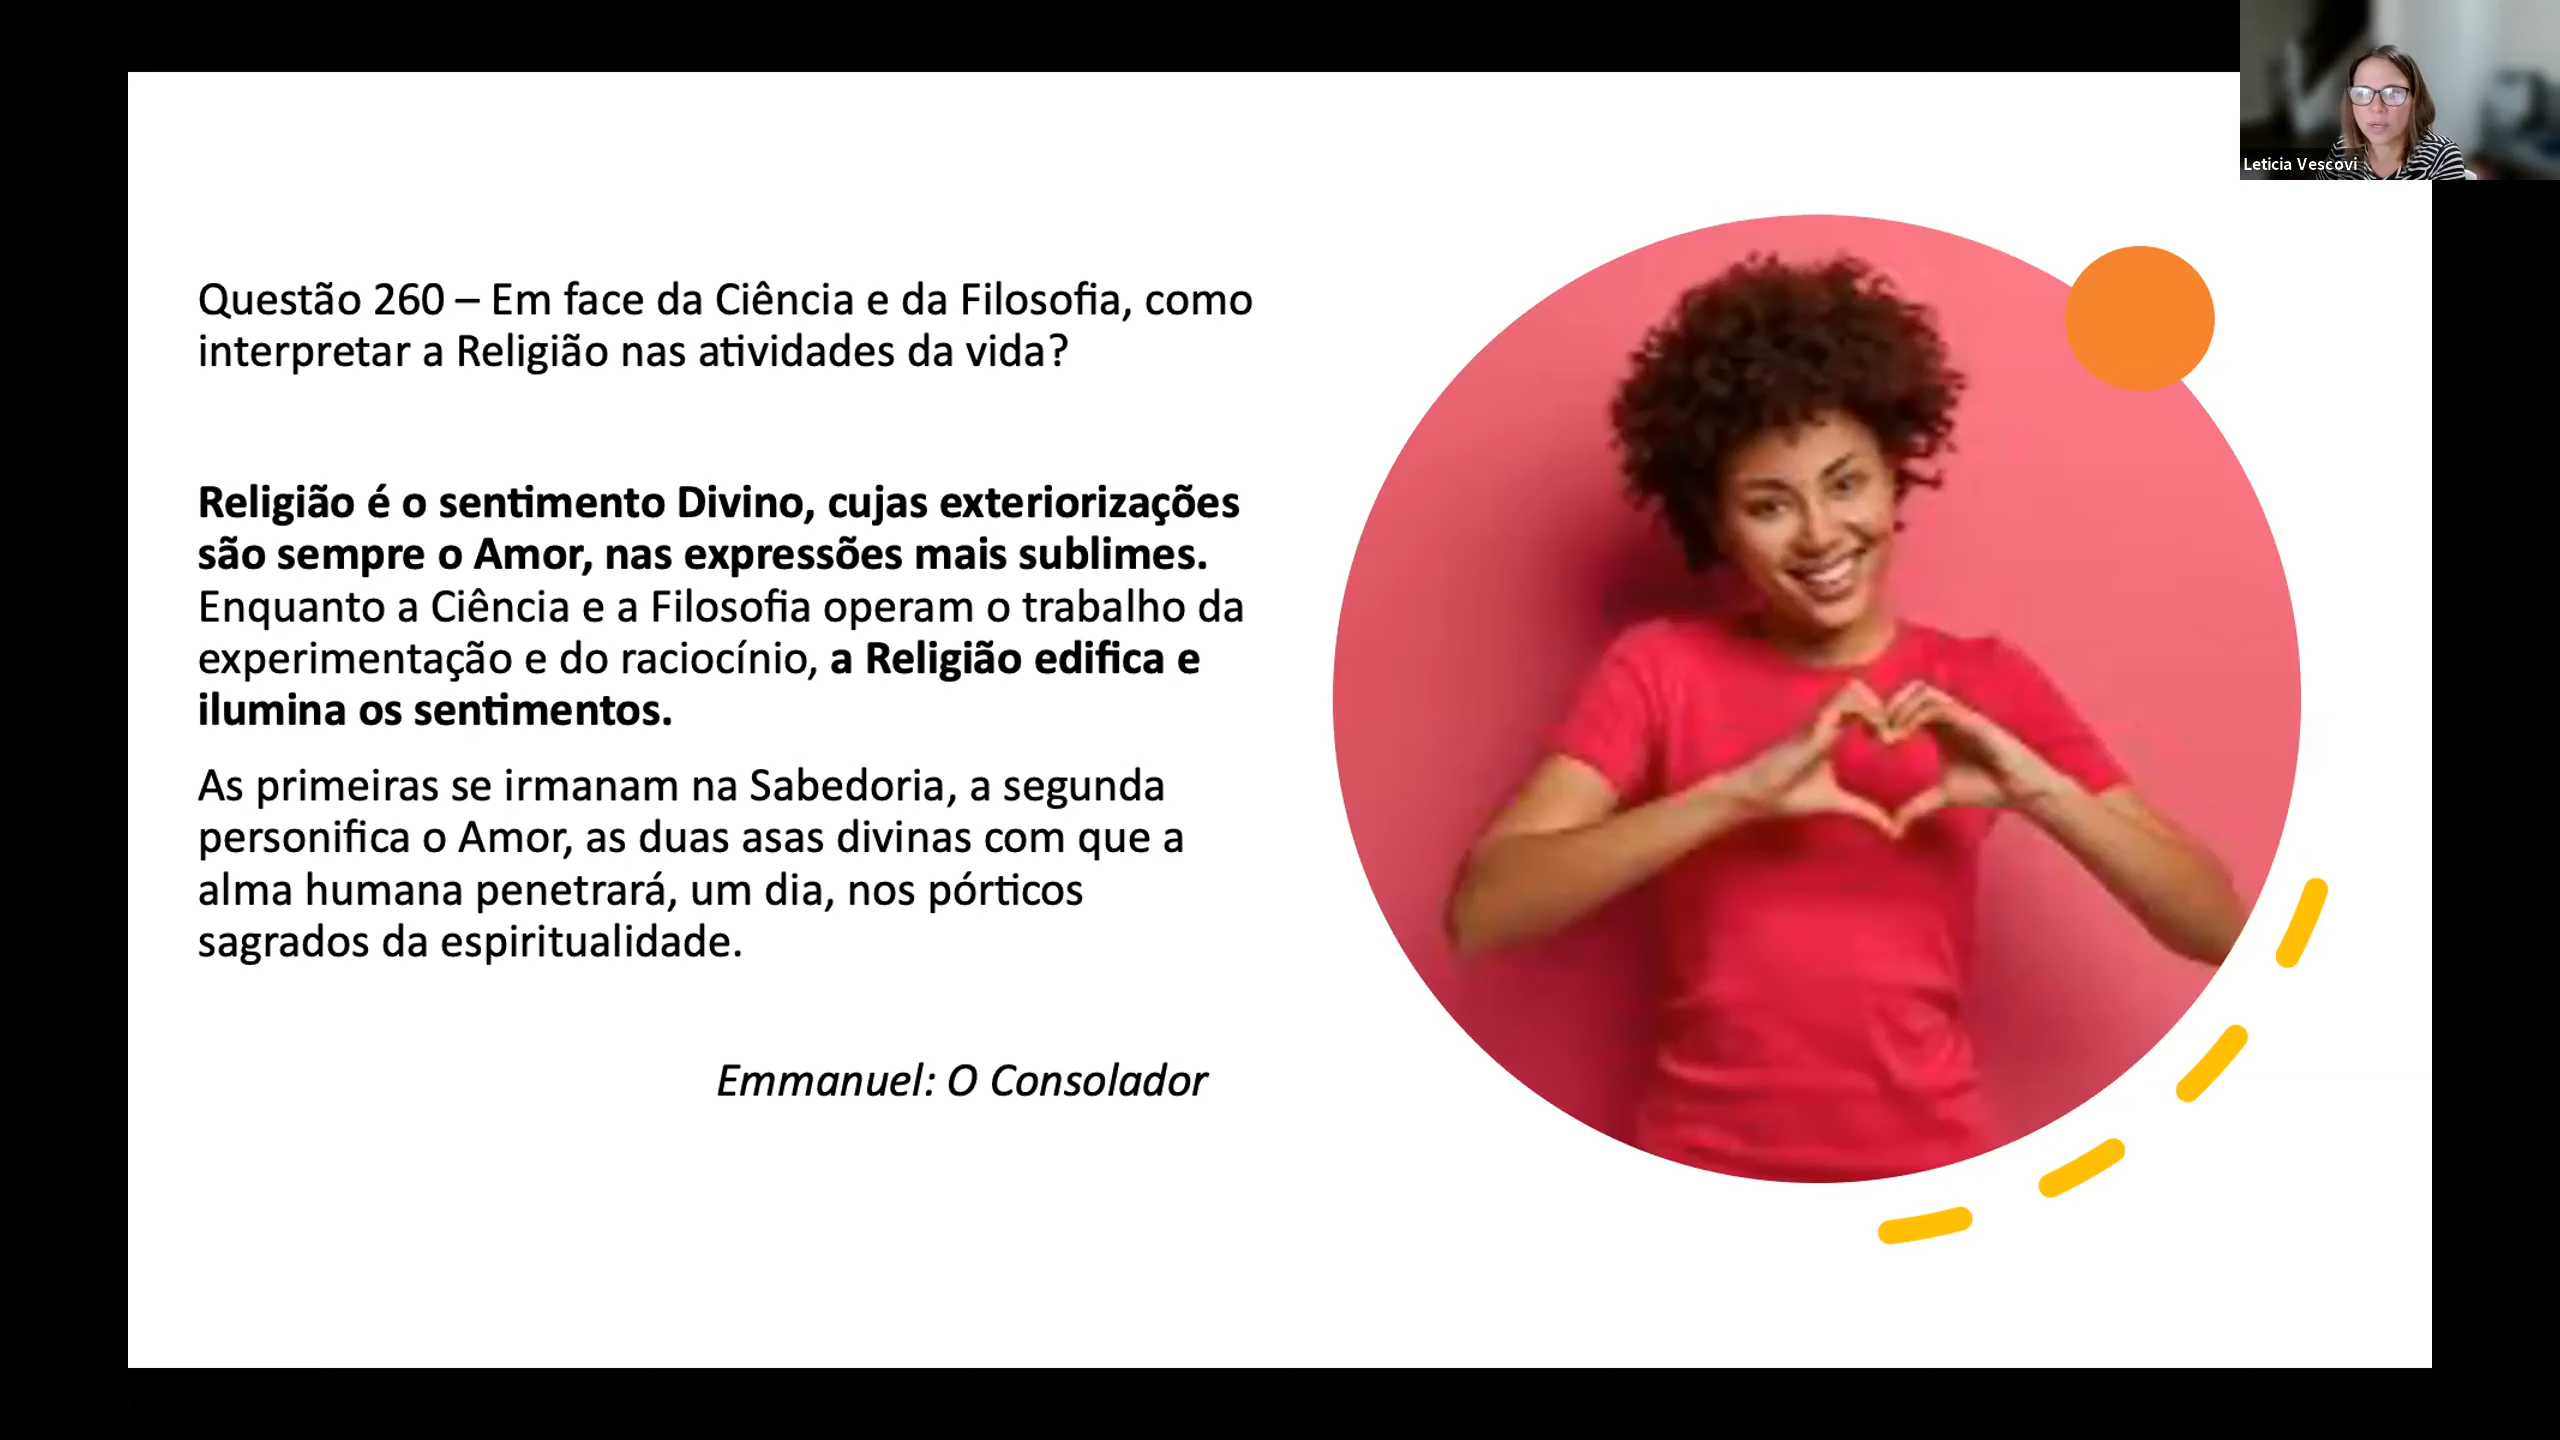 Leticia Vescovi
Questão 260 – Em face da Ciência e da Filosofia, como
interpretar a Religião nas atividades da vida?
Religião é o sentimento Divino, cujas exteriorizações
são sempre o Amor, nas expressões mais sublimes.
Enquanto a Ciência e a Filosofia operam o trabalho da
experimentação e do raciocínio, a Religião edifica e
ilumina os sentimentos.
As primeiras se irmanam na Sabedoria, a segunda
personifica o Amor, as duas asas divinas com que a
alma humana penetrará, um dia, nos pórticos
sagrados da espiritualidade.
Emmanuel: O Consolador